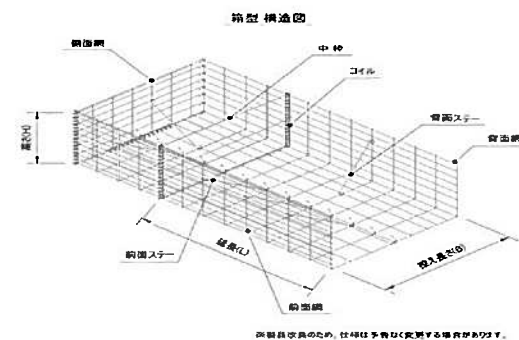 箱型 構造図
側面網
中枠
コイル
背面ステー
背面網
高さ(H)
前面ステー
延長(L)
前面網
控え長さ(B)
※製品改良のため、仕様は予告なく変更する場合があります。